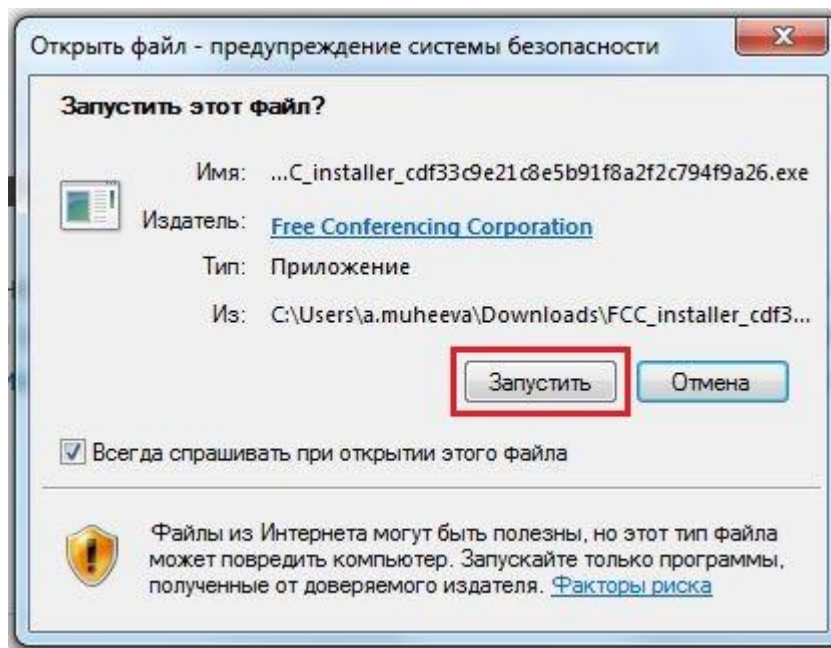 Открыть файл - предупреждение системы безопасности
Запустить этот файл?
Имя: ...C_installer_cdf33c9e21c8e5b91f8a2f2c794f9a26.exe
Издатель: Free Conferencing Corporation
Тип: Приложение
Из: C:\Users\a.muheeva\Downloads\FCC_installer_cdf3...
Запустить Отмена
Всегда спрашивать при открытии этого файла
Файлы из Интернета могут быть полезны, но этот тип файла
может повредить компьютер. Запускайте только программы,
полученные от доверяемого издателя. Факторы риска